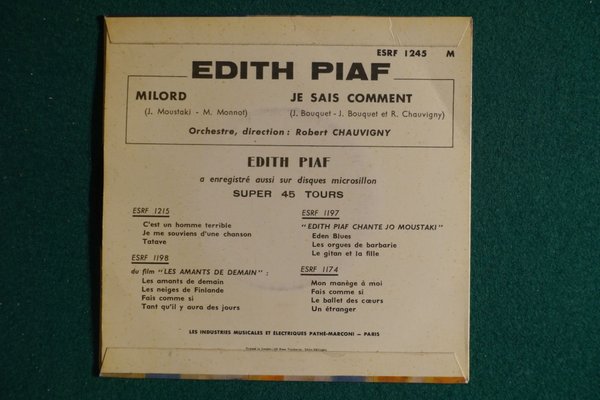 ESRF 1245 M
EDITH PIAF
MILORD
(J. Moustaki - M. Monnot)
JE SAIS COMMENT
(J. Bouquet - J. Bouquet et R. Chauvigny)
Orchestre, direction : Robert CHAUVIGNY
EDITH PIAF
a enregistré aussi sur disques microsillon
SUPER 45 TOURS
ESRF 1215
C'est un homme terrible
Je me souviens d'une chanson
Tatave
ESRF 1198
du film "LES AMANTS DE DEMAIN" :
Les amants de demain
Les neiges de Finlande
Fais comme si
Tant qu'il y aura des jours
ESRF 1197
"EDITH PIAF CHANTE JO MOUSTAKI"
Eden Blues
Les orgues de barbarie
Le gitan et la fille
ESRF 1174
Mon manège à moi
Fais comme si
Le ballet des cœurs
Un étranger
LES INDUSTRIES MUSICALES ET ÉLECTRIQUES PATHÉ-MARCONI — PARIS